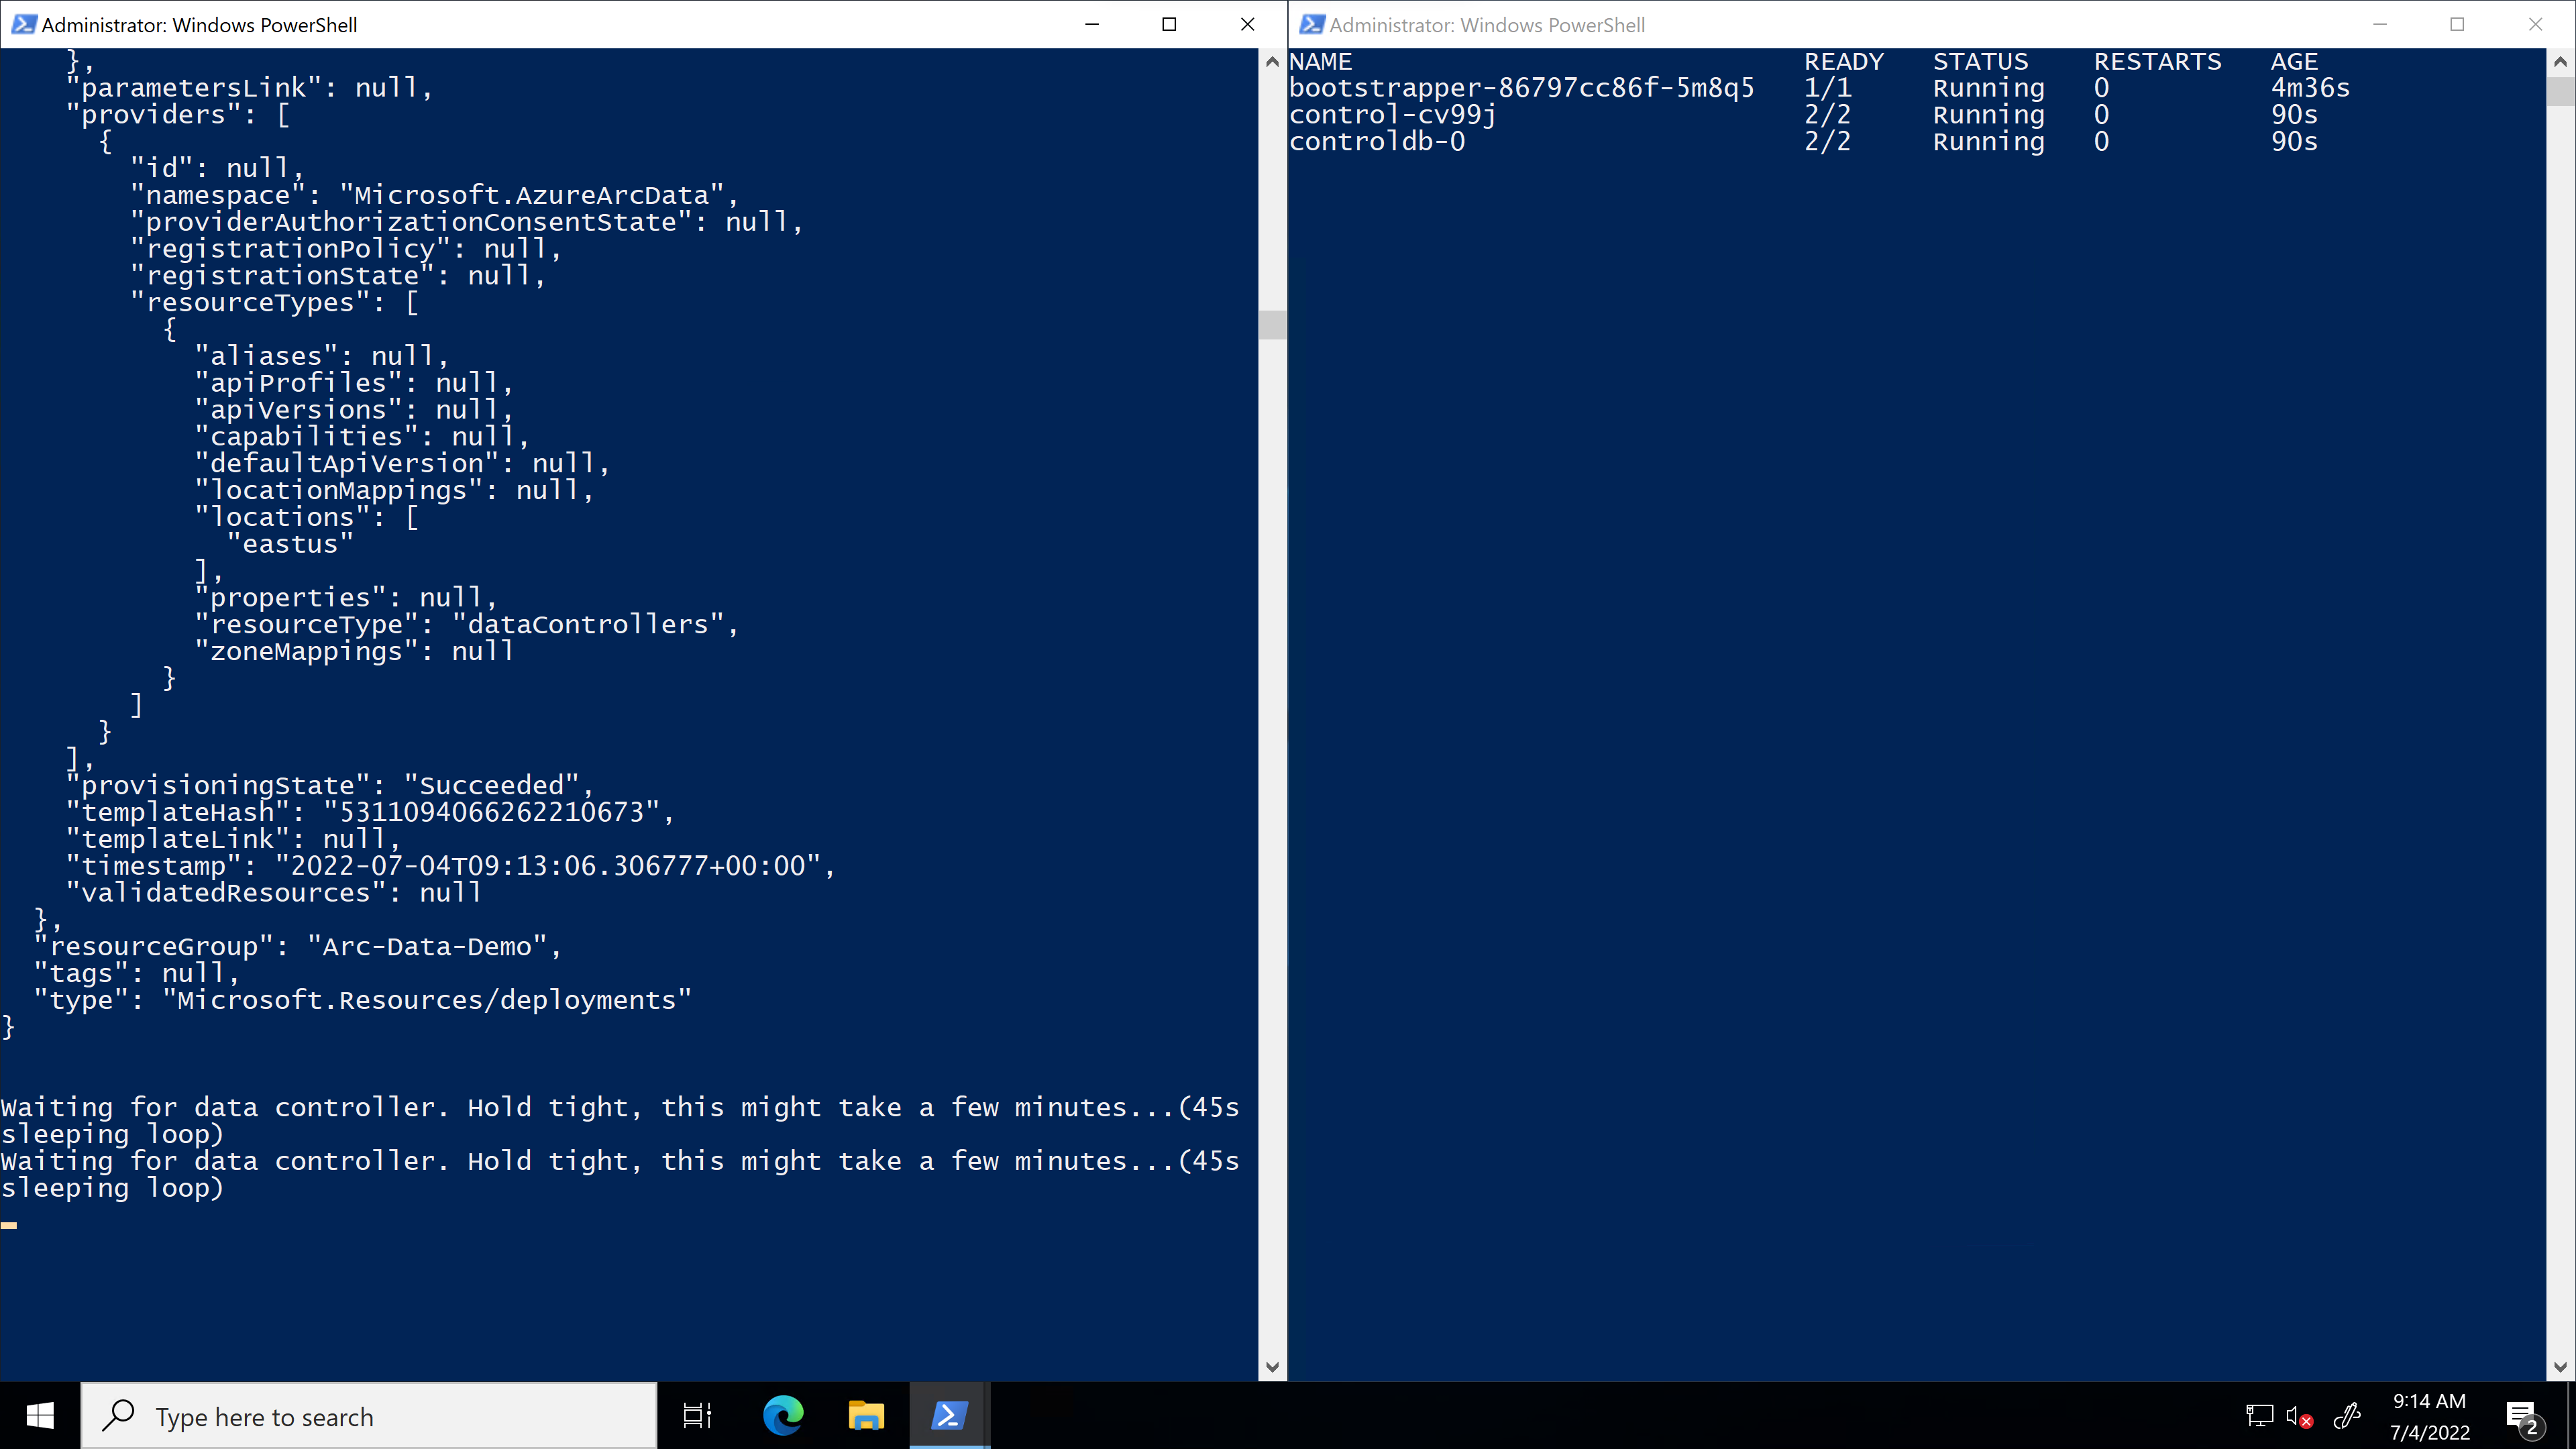 Administrator: Windows PowerShell
},
"parametersLink": null,
"providers": [
{
"id": null,
"namespace": "Microsoft.AzureArcData",
"providerAuthorizationConsentState": null,
"registrationPolicy": null,
"registrationState": null,
"resourceTypes": [
{
"aliases": null,
"apiProfiles": null,
"apiVersions": null,
"capabilities": null,
"defaultApiVersion": null,
"locationMappings": null,
"locations": [
"eastus"
],
"properties": null,
"resourceType": "dataControllers",
"zoneMappings": null
}
]
}
],
"provisioningState": "Succeeded",
"templateHash": "5311094066262210673",
"templateLink": null,
"timestamp": "2022-07-04T09:13:06.306777+00:00",
"validatedResources": null
},
"resourceGroup": "Arc-Data-Demo",
"tags": null,
"type": "Microsoft.Resources/deployments"
}
Waiting for data controller. Hold tight, this might take a few minutes...(45s
sleeping loop)
Waiting for data controller. Hold tight, this might take a few minutes...(45s
sleeping loop)
Administrator: Windows PowerShell
NAME READY STATUS RESTARTS AGE
bootstrapper-86797cc86f-5m8q5 1/1 Running 0 4m36s
control-cv99j 2/2 Running 0 90s
controldb-0 2/2 Running 0 90s
Type here to search
9:14 AM
7/4/2022
2